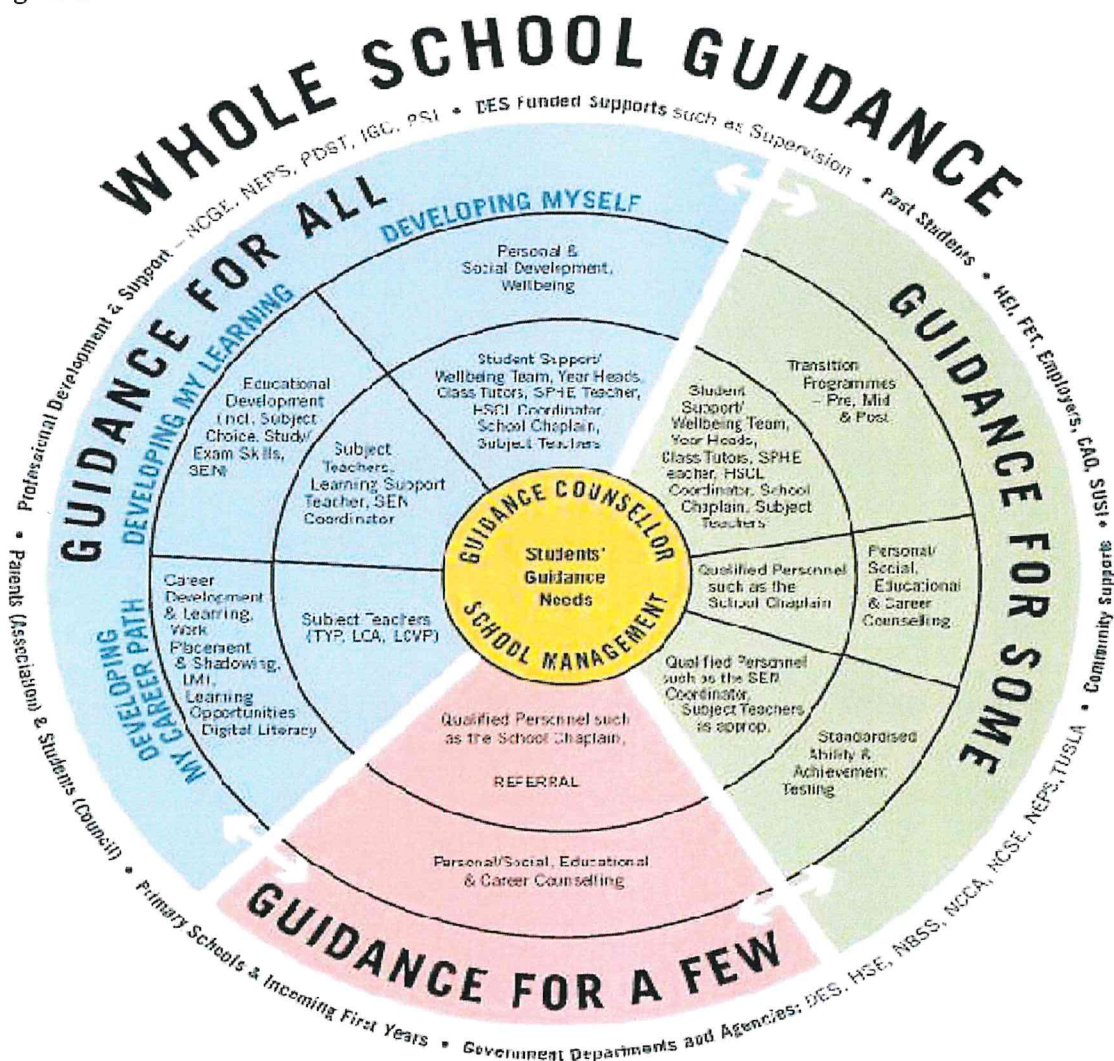 WHOLE SCHOOL GUIDANCE
• Professional Development & Support – NCGE, NEPS, PDST, IGC, PSI • DES Funded Supports such as Supervision • Past Students • HEI, FET, Employers, CAO, SUSI • Community Supports • Government Departments and Agencies: DES, HSE, NBSS, NCCA, NCSE, NEPS, TUSLA • Primary Schools & Incoming First Years • Parents (Association) & Students (Council)
GUIDANCE FOR ALL
DEVELOPING MYSELF
Personal &
Social Development,
Wellbeing
Student Support/
Wellbeing Team, Year Heads,
Class Tutors, SPHE Teacher,
HSCL Coordinator
School Chaplain,
Subject Teachers
DEVELOPING MY LEARNING
Educational
Development
(incl. Subject
Choice, Study/
Exam Skills,
SEN)
Subject
Teachers,
Learning Support
Teacher, SEN
Coordinator
DEVELOPING
MY CAREER PATH
Career
Development
& Learning,
Work
Placement
& Shadowing,
LMI,
Learning
Opportunities
Digital Literacy
Subject Teachers
(TYP, LCA, LCVP)
GUIDANCE COUNSELLOR
Students'
Guidance
Needs
SCHOOL MANAGEMENT
GUIDANCE FOR SOME
Transition
Programmes
– Pre, Mid
& Post
Student
Support/
Wellbeing Team,
Year Heads,
Class Tutors, SPHE
eacher, HSCL
Coordinator, School
Chaplain, Subject
Teachers
Personal/
Social,
Educational
& Career
Counselling
Qualified Personnel
such as the
School Chaplain
Qualified Personnel
such as the SEN
Coordinator,
Subject Teachers
as approp.
Standardised
Ability &
Achievement
Testing
GUIDANCE FOR A FEW
Qualified Personnel such
as the School Chaplain,
REFERRAL
Personal/Social, Educational
& Career Counselling